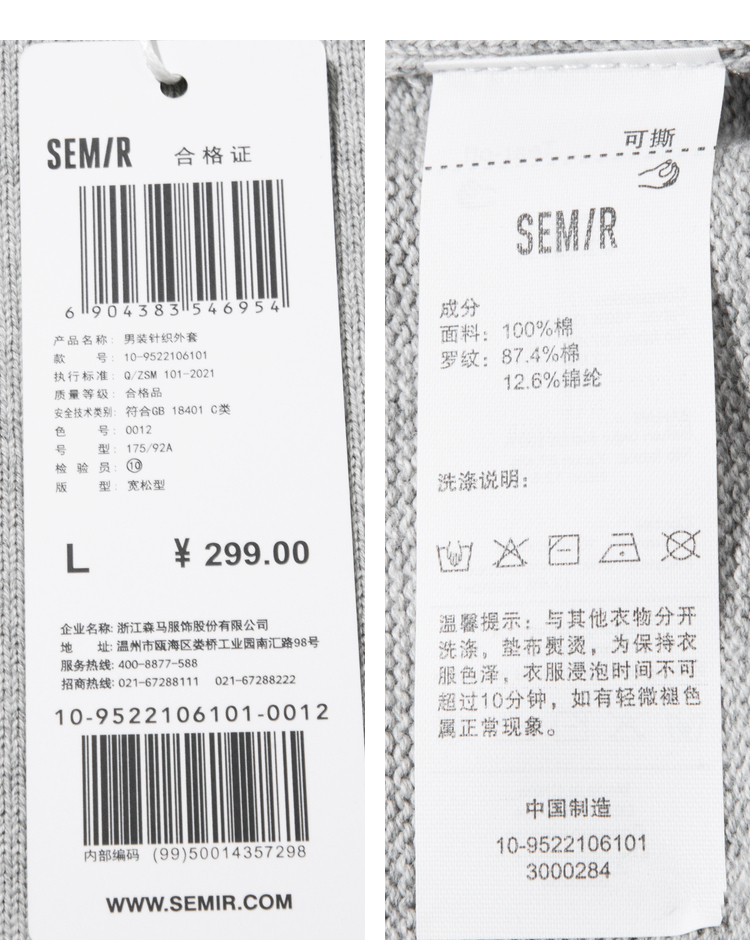 SEMIR 合格证
6 904383 546954
产品名称: 男装针织外套
款 号: 10-9522106101
执行标准: Q/ZSM 101-2021
质量等级: 合格品
安全技术类别: 符合GB 18401 C类
色 号: 0012
号 型: 175/92A
检 验 员: 10
版 型: 宽松型
L ¥ 299.00
企业名称: 浙江森马服饰股份有限公司
地 址: 温州市瓯海区娄桥工业园南汇路98号
服务热线: 400-8877-588
招商热线: 021-67288111 021-67288222
10-9522106101-0012
内部编码 (99)50014357298
WWW.SEMIR.COM
可撕
SEMIR
成分
面料: 100%棉
罗纹: 87.4%棉
12.6%锦纶
洗涤说明:
温馨提示: 与其他衣物分开
洗涤, 垫布熨烫, 为保持衣
服色泽, 衣服浸泡时间不可
超过10分钟, 如有轻微褪色
属正常现象。
中国制造
10-9522106101
3000284